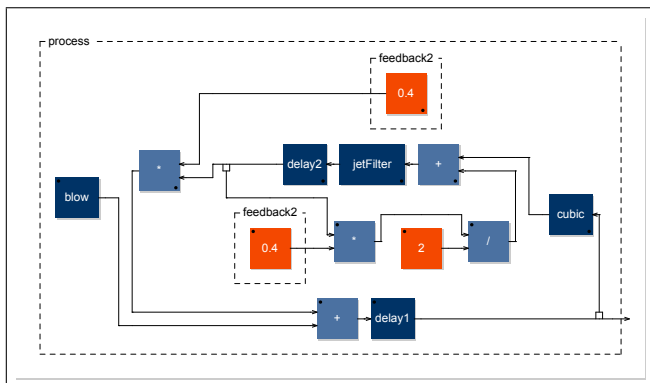 process
feedback2
0.4
*
delay2
jetFilter
+
blow
cubic
feedback2
0.4
*
2
/
+
delay1